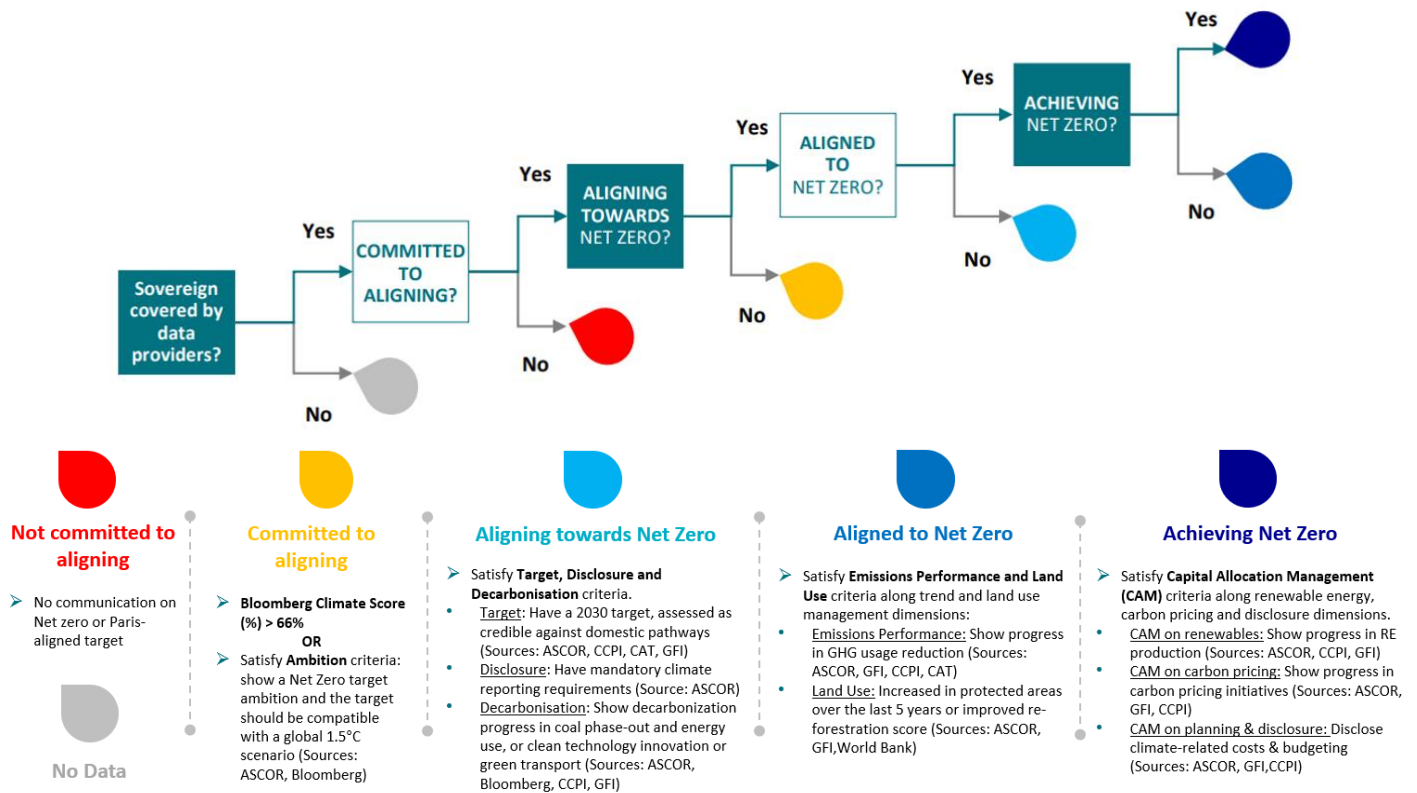 Yes
Yes
ACHIEVING
NET ZERO?
Yes
ALIGNED
TO
NET ZERO?
No
Yes
ALIGNING
TOWARDS
NET ZERO?
No
Yes
COMMITTED
TO
ALIGNING?
No
Sovereign
covered by
data
providers?
No
No
Not committed to
aligning
➢ No communication on
Net zero or Paris-
aligned target
No Data
Committed to
aligning
➢ Bloomberg Climate Score
(%) > 66%
OR
➢ Satisfy Ambition criteria:
show a Net Zero target
ambition and the target
should be compatible
with a global 1.5°C
scenario (Sources:
ASCOR, Bloomberg)
Aligning towards Net Zero
➢ Satisfy Target, Disclosure and
Decarbonisation criteria.
• Target: Have a 2030 target, assessed as
credible against domestic pathways
(Sources: ASCOR, CCPI, CAT, GFI)
• Disclosure: Have mandatory climate
reporting requirements (Source: ASCOR)
• Decarbonisation: Show decarbonization
progress in coal phase-out and energy
use, or clean technology innovation or
green transport (Sources: ASCOR,
Bloomberg, CCPI, GFI)
Aligned to Net Zero
➢ Satisfy Emissions Performance and Land
Use criteria along trend and land use
management dimensions:
• Emissions Performance: Show progress
in GHG usage reduction (Sources:
ASCOR, GFI, CCPI, CAT)
• Land Use: Increased in protected areas
over the last 5 years or improved re-
forestration score (Sources: ASCOR,
GFI,World Bank)
Achieving Net Zero
➢ Satisfy Capital Allocation Management
(CAM) criteria along renewable energy,
carbon pricing and disclosure dimensions.
• CAM on renewables: Show progress in RE
production (Sources: ASCOR, CCPI, GFI)
• CAM on carbon pricing: Show progress in
carbon pricing initiatives (Sources: ASCOR,
GFI, CCPI)
• CAM on planning & disclosure: Disclose
climate-related costs & budgeting
(Sources: ASCOR, GFI,CCPI)